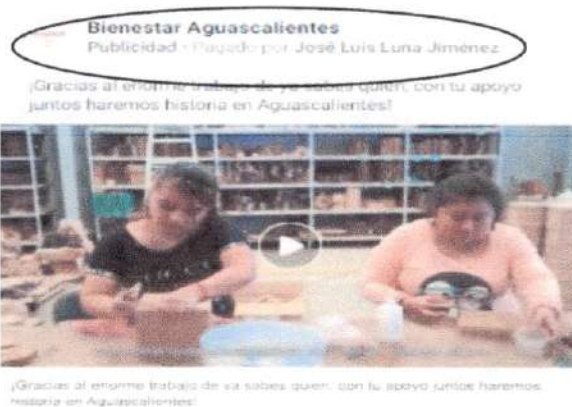 Bienestar Aguascalientes
Publicidad · Pagado por José Luis Luna Jiménez
¡Gracias al enorme trabajo de ya sabes quien, con tu apoyo
juntos haremos historia en Aguascalientes!
¡Gracias al enorme trabajo de ya sabes quien, con tu apoyo juntos haremos
historia en Aguascalientes!